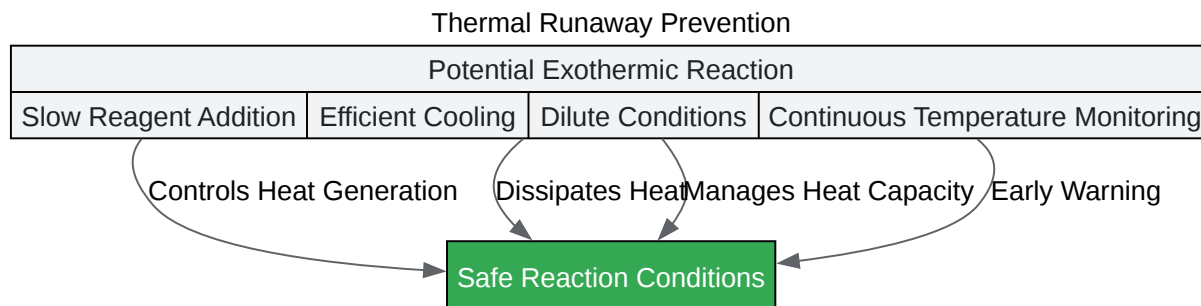 Thermal Runaway Prevention
Potential Exothermic Reaction
Slow Reagent Addition
Efficient Cooling
Dilute Conditions
Continuous Temperature Monitoring
Controls Heat Generation
Dissipates Heat
Manages Heat Capacity
Early Warning
Safe Reaction Conditions